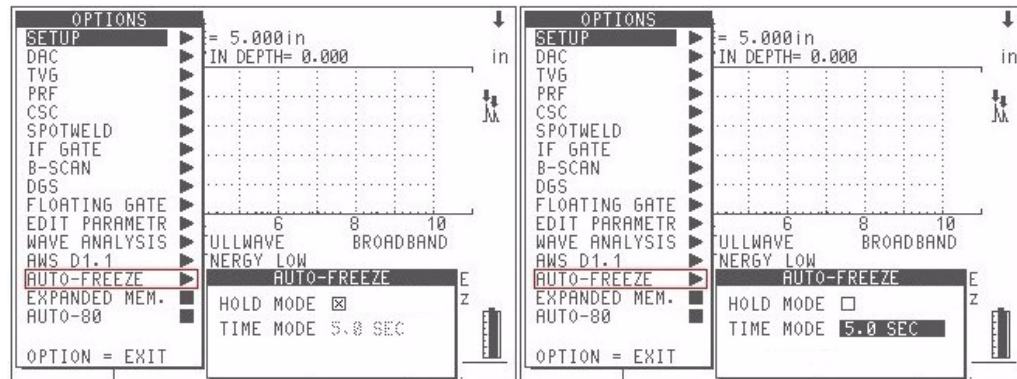 OPTIONS
SETUP
DAC
TVG
PRF
CSC
SPOTWELD
IF GATE
B-SCAN
DGS
FLOATING GATE
EDIT PARAMETR
WAVE ANALYSIS
AWS D1.1
AUTO-FREEZE
EXPANDED MEM.
AUTO-80
OPTION = EXIT
= 5.000in
IN DEPTH= 0.000 in
6 8 10
ULLWAVE BROADBAND
NERGY LOW
AUTO-FREEZE
HOLD MODE
TIME MODE 5.0 SEC
E
Z
OPTIONS
SETUP
DAC
TVG
PRF
CSC
SPOTWELD
IF GATE
B-SCAN
DGS
FLOATING GATE
EDIT PARAMETR
WAVE ANALYSIS
AWS D1.1
AUTO-FREEZE
EXPANDED MEM.
AUTO-80
OPTION = EXIT
= 5.000in
IN DEPTH= 0.000 in
6 8 10
ULLWAVE BROADBAND
NERGY LOW
AUTO-FREEZE
HOLD MODE
TIME MODE 5.0 SEC
E
Z